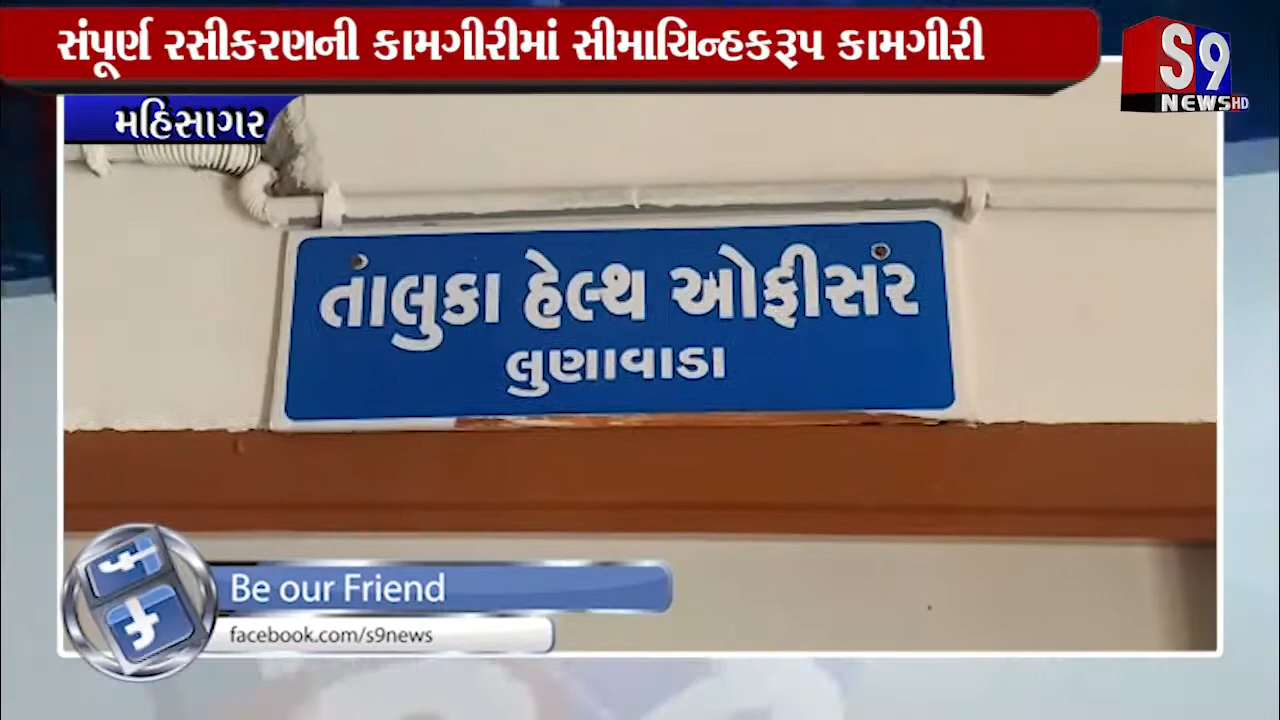 સંપૂર્ણ રસીકરણની કામગીરીમાં સીમાચિન્હકરૂપ કામગીરી
S9
NEWS HD
મહિસાગર
તાલુકા હેલ્થ ઓફીસર
લુણાવાડા
Be our Friend
facebook.com/s9news